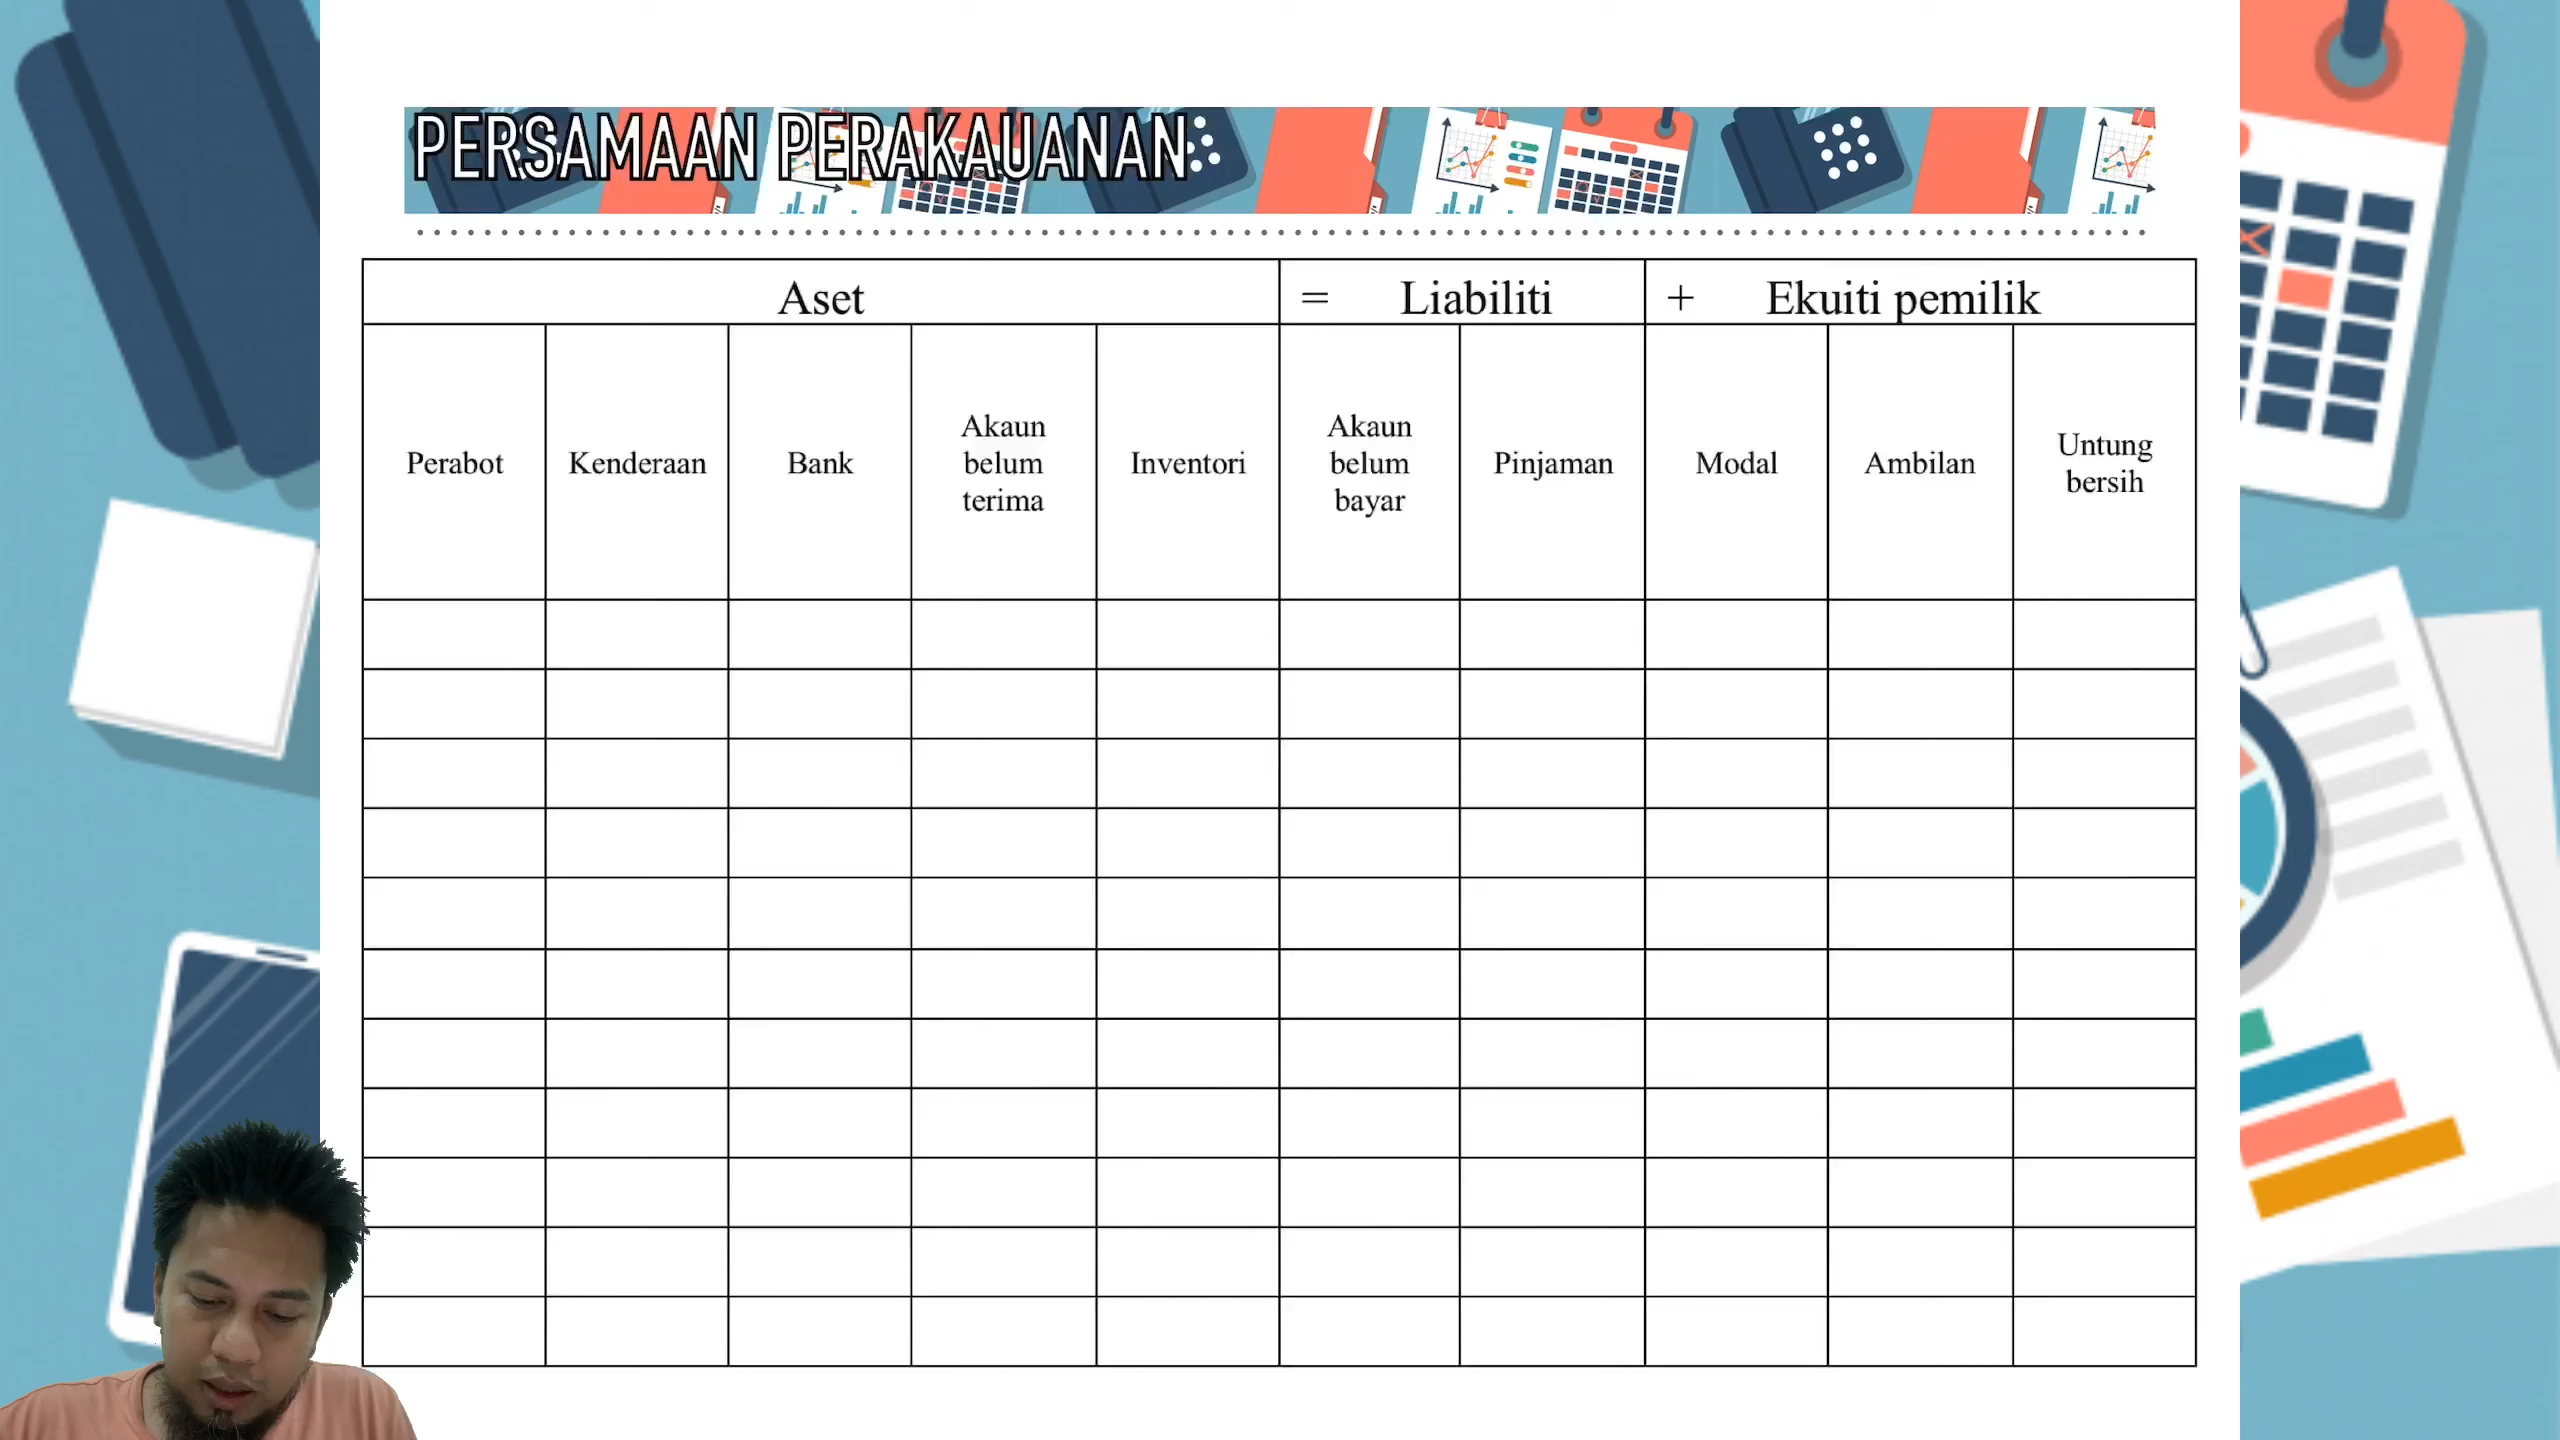 PERSAMAAN PERAKAUANAN
Aset = Liabiliti + Ekuiti pemilik
Perabot
Kenderaan
Bank
Akaun
belum
terima
Inventori
Akaun
belum
bayar
Pinjaman
Modal
Ambilan
Untung
bersih